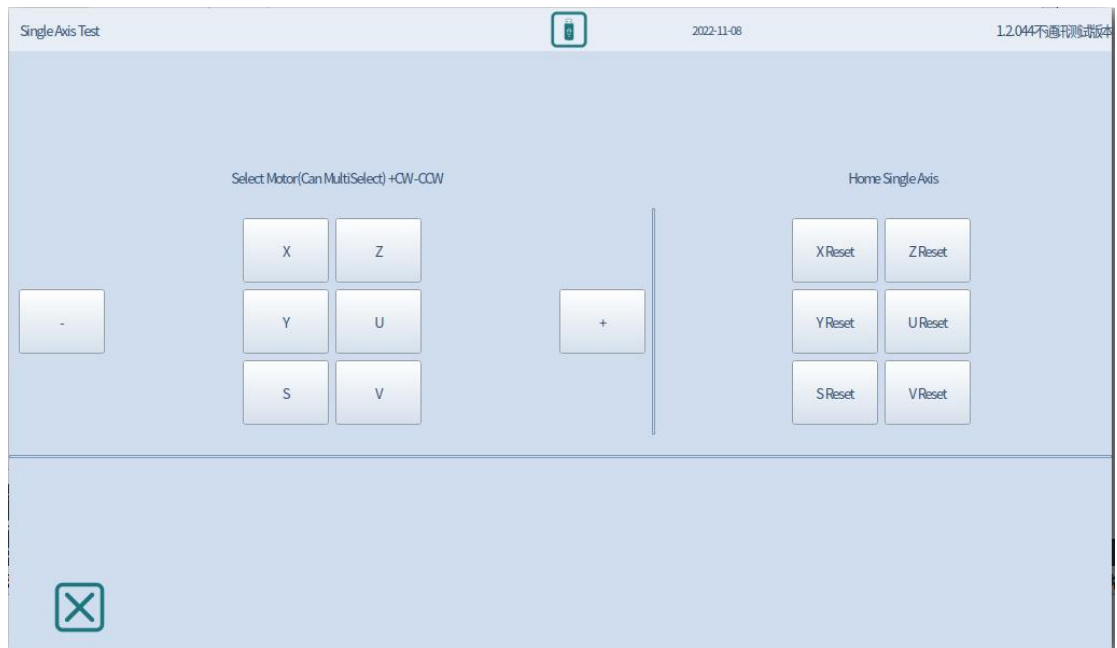 Single Axis Test 2022-11-08 1.2.044不通讯测试版本
Select Motor(Can MultiSelect) +CW-CCW
Home Single Axis
X Z
X Reset Z Reset
- Y U +
Y Reset U Reset
S V
S Reset V Reset